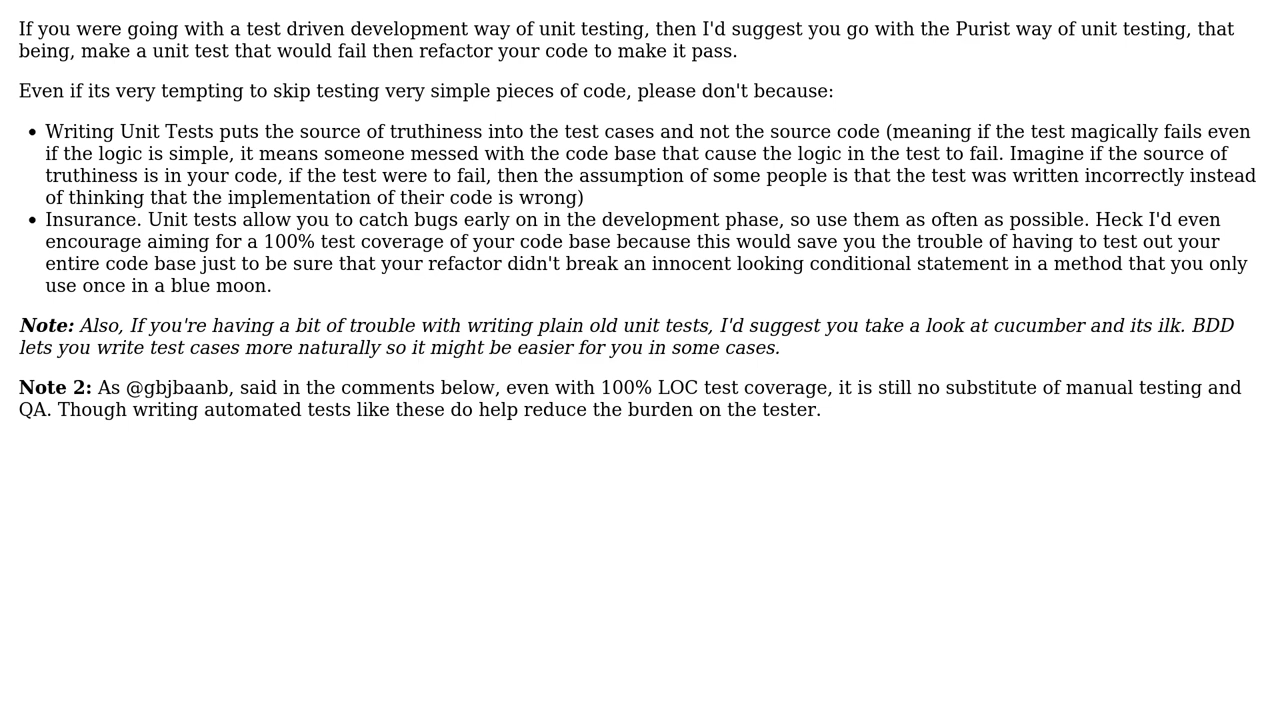 If you were going with a test driven development way of unit testing, then I'd suggest you go with the Purist way of unit testing, that
being, make a unit test that would fail then refactor your code to make it pass.
Even if its very tempting to skip testing very simple pieces of code, please don't because:
• Writing Unit Tests puts the source of truthiness into the test cases and not the source code (meaning if the test magically fails even
if the logic is simple, it means someone messed with the code base that cause the logic in the test to fail. Imagine if the source of
truthiness is in your code, if the test were to fail, then the assumption of some people is that the test was written incorrectly instead
of thinking that the implementation of their code is wrong)
• Insurance. Unit tests allow you to catch bugs early on in the development phase, so use them as often as possible. Heck I'd even
encourage aiming for a 100% test coverage of your code base because this would save you the trouble of having to test out your
entire code base just to be sure that your refactor didn't break an innocent looking conditional statement in a method that you only
use once in a blue moon.
Note: Also, If you're having a bit of trouble with writing plain old unit tests, I'd suggest you take a look at cucumber and its ilk. BDD
lets you write test cases more naturally so it might be easier for you in some cases.
Note 2: As @gbjbaanb, said in the comments below, even with 100% LOC test coverage, it is still no substitute of manual testing and
QA. Though writing automated tests like these do help reduce the burden on the tester.